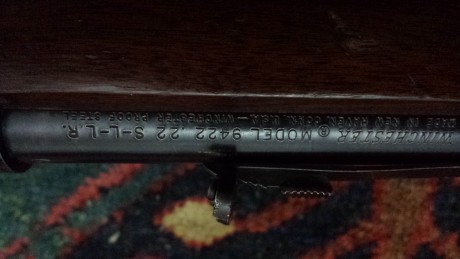 WINCHESTER ® MODEL 9422 .22 S-L-L.R.
MADE IN NEW HAVEN, CONN. U.S.A. — WINCHESTER PROOF STEEL